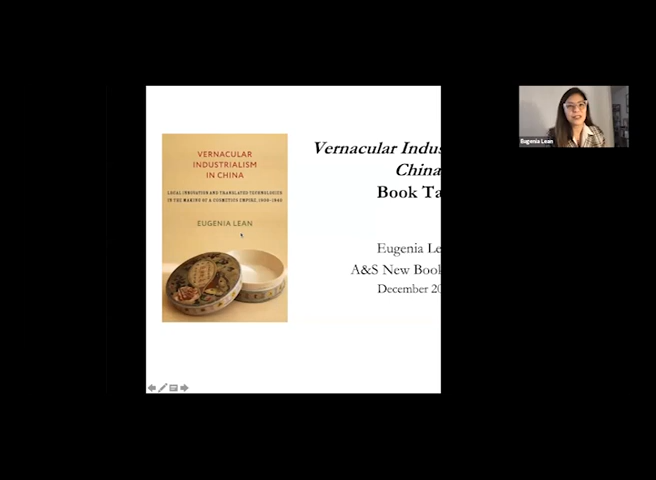 VERNACULAR
INDUSTRIALISM
IN CHINA
LOCAL INNOVATION AND TRANSLATED TECHNOLOGIES
IN THE MAKING OF A COSMETICS EMPIRE, 1900–1940
EUGENIA LEAN
Vernacular Indus
China
Book Ta
Eugenia Le
A&S New Book
December 20
Eugenia Lean